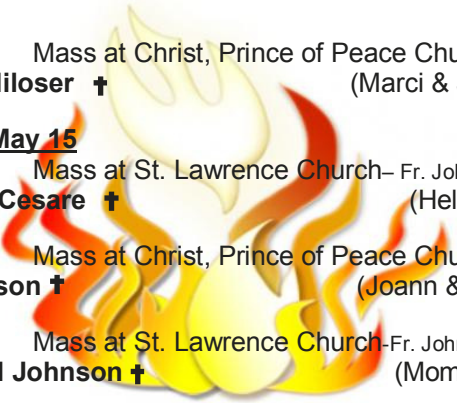 Mass at Christ, Prince of Peace Chu
iloser ✝ (Marci &
May 15
Mass at St. Lawrence Church– Fr. Joh
Cesare ✝ (Hel
Mass at Christ, Prince of Peace Chu
son ✝ (Joann &
Mass at St. Lawrence Church-Fr. John
l Johnson ✝ (Mom